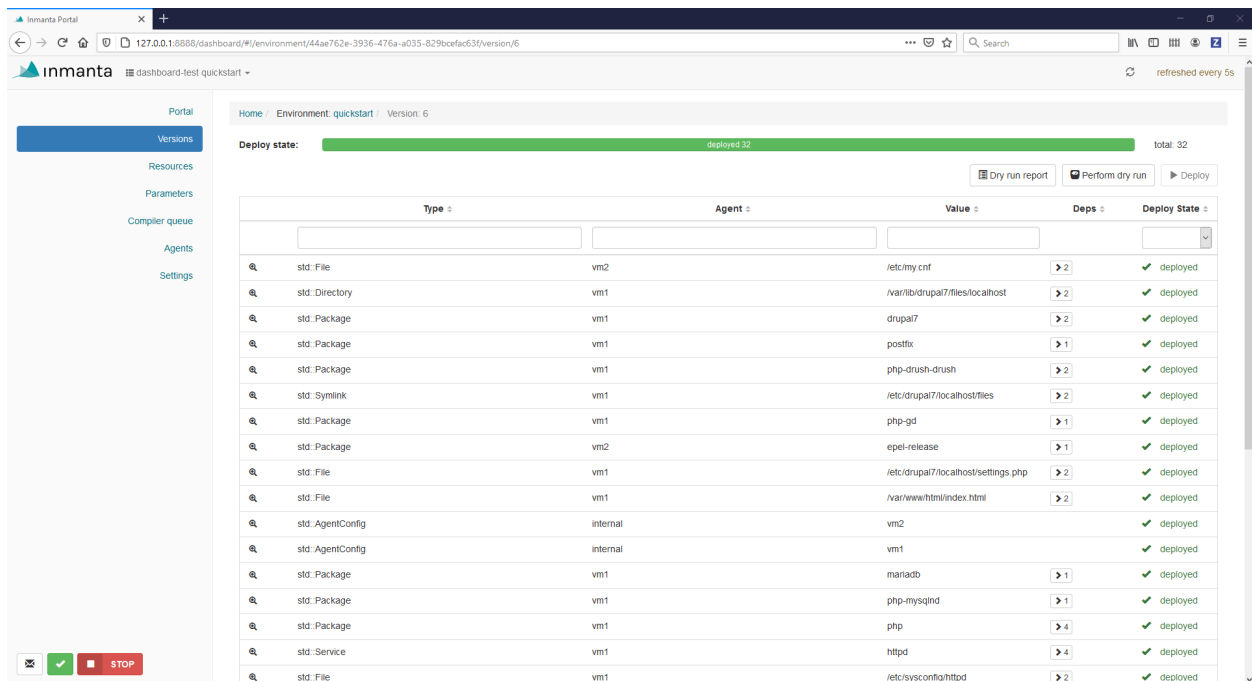 Inmanta Portal
127.0.0.1:8888/dashboard/#!/environment/44ae762e-3936-476a-a035-829bcefac63f/version/6
Search
inmanta dashboard-test quickstart refreshed every 5s
Portal
Versions
Resources
Parameters
Compiler queue
Agents
Settings
Home / Environment: quickstart / Version: 6
Deploy state: deployed 32 total: 32
Dry run report Perform dry run Deploy
Type Agent Value Deps Deploy State
std::File vm2 /etc/my.cnf 2 deployed
std::Directory vm1 /var/lib/drupal7/files/localhost 2 deployed
std::Package vm1 drupal7 2 deployed
std::Package vm1 postfix 1 deployed
std::Package vm1 php-drush-drush 2 deployed
std::Symlink vm1 /etc/drupal7/localhost/files 2 deployed
std::Package vm1 php-gd 1 deployed
std::Package vm2 epel-release 1 deployed
std::File vm1 /etc/drupal7/localhost/settings.php 2 deployed
std::File vm1 /var/www/html/index.html 2 deployed
std::AgentConfig internal vm2 deployed
std::AgentConfig internal vm1 deployed
std::Package vm1 mariadb 1 deployed
std::Package vm1 php-mysqlnd 1 deployed
std::Package vm1 php 4 deployed
std::Service vm1 httpd 4 deployed
std::File vm1 /etc/sysconfig/httpd 2 deployed
STOP